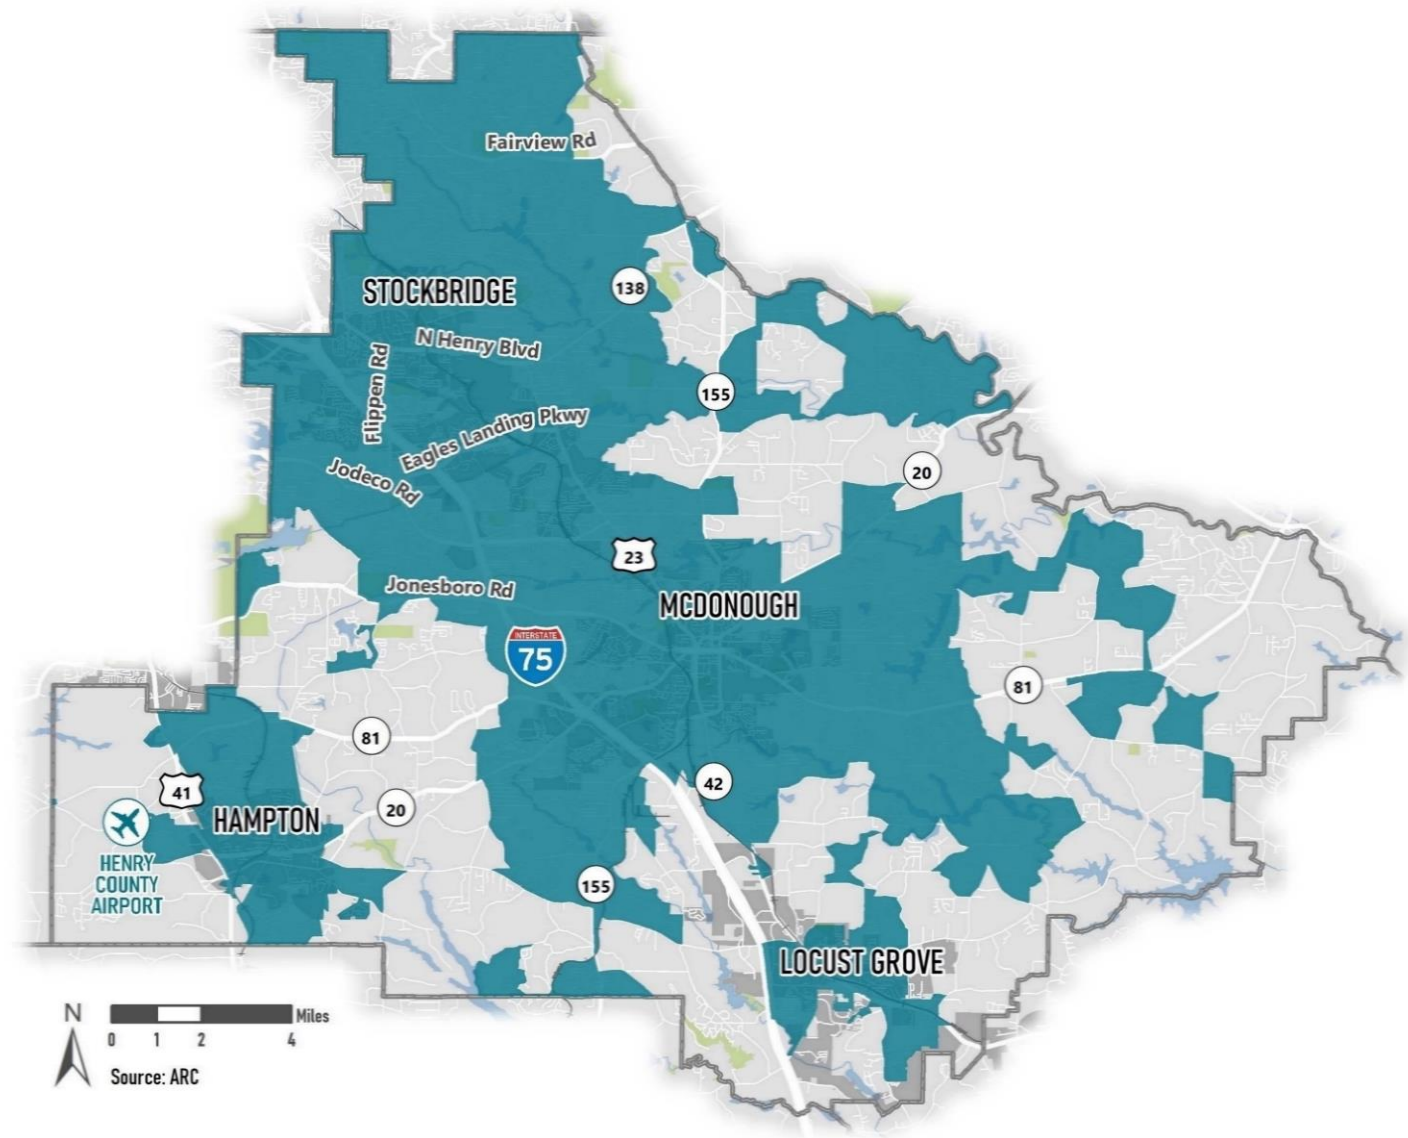 Fairview Rd
STOCKBRIDGE
138
N Henry Blvd
Flippen Rd
155
Eagles Landing Pkwy
Jodeco Rd
20
23
Jonesboro Rd
MCDONOUGH
INTERSTATE
75
81
81
41
42
20
HAMPTON
HENRY
COUNTY
AIRPORT
155
LOCUST GROVE
N
Miles
0 1 2 4
Source: ARC